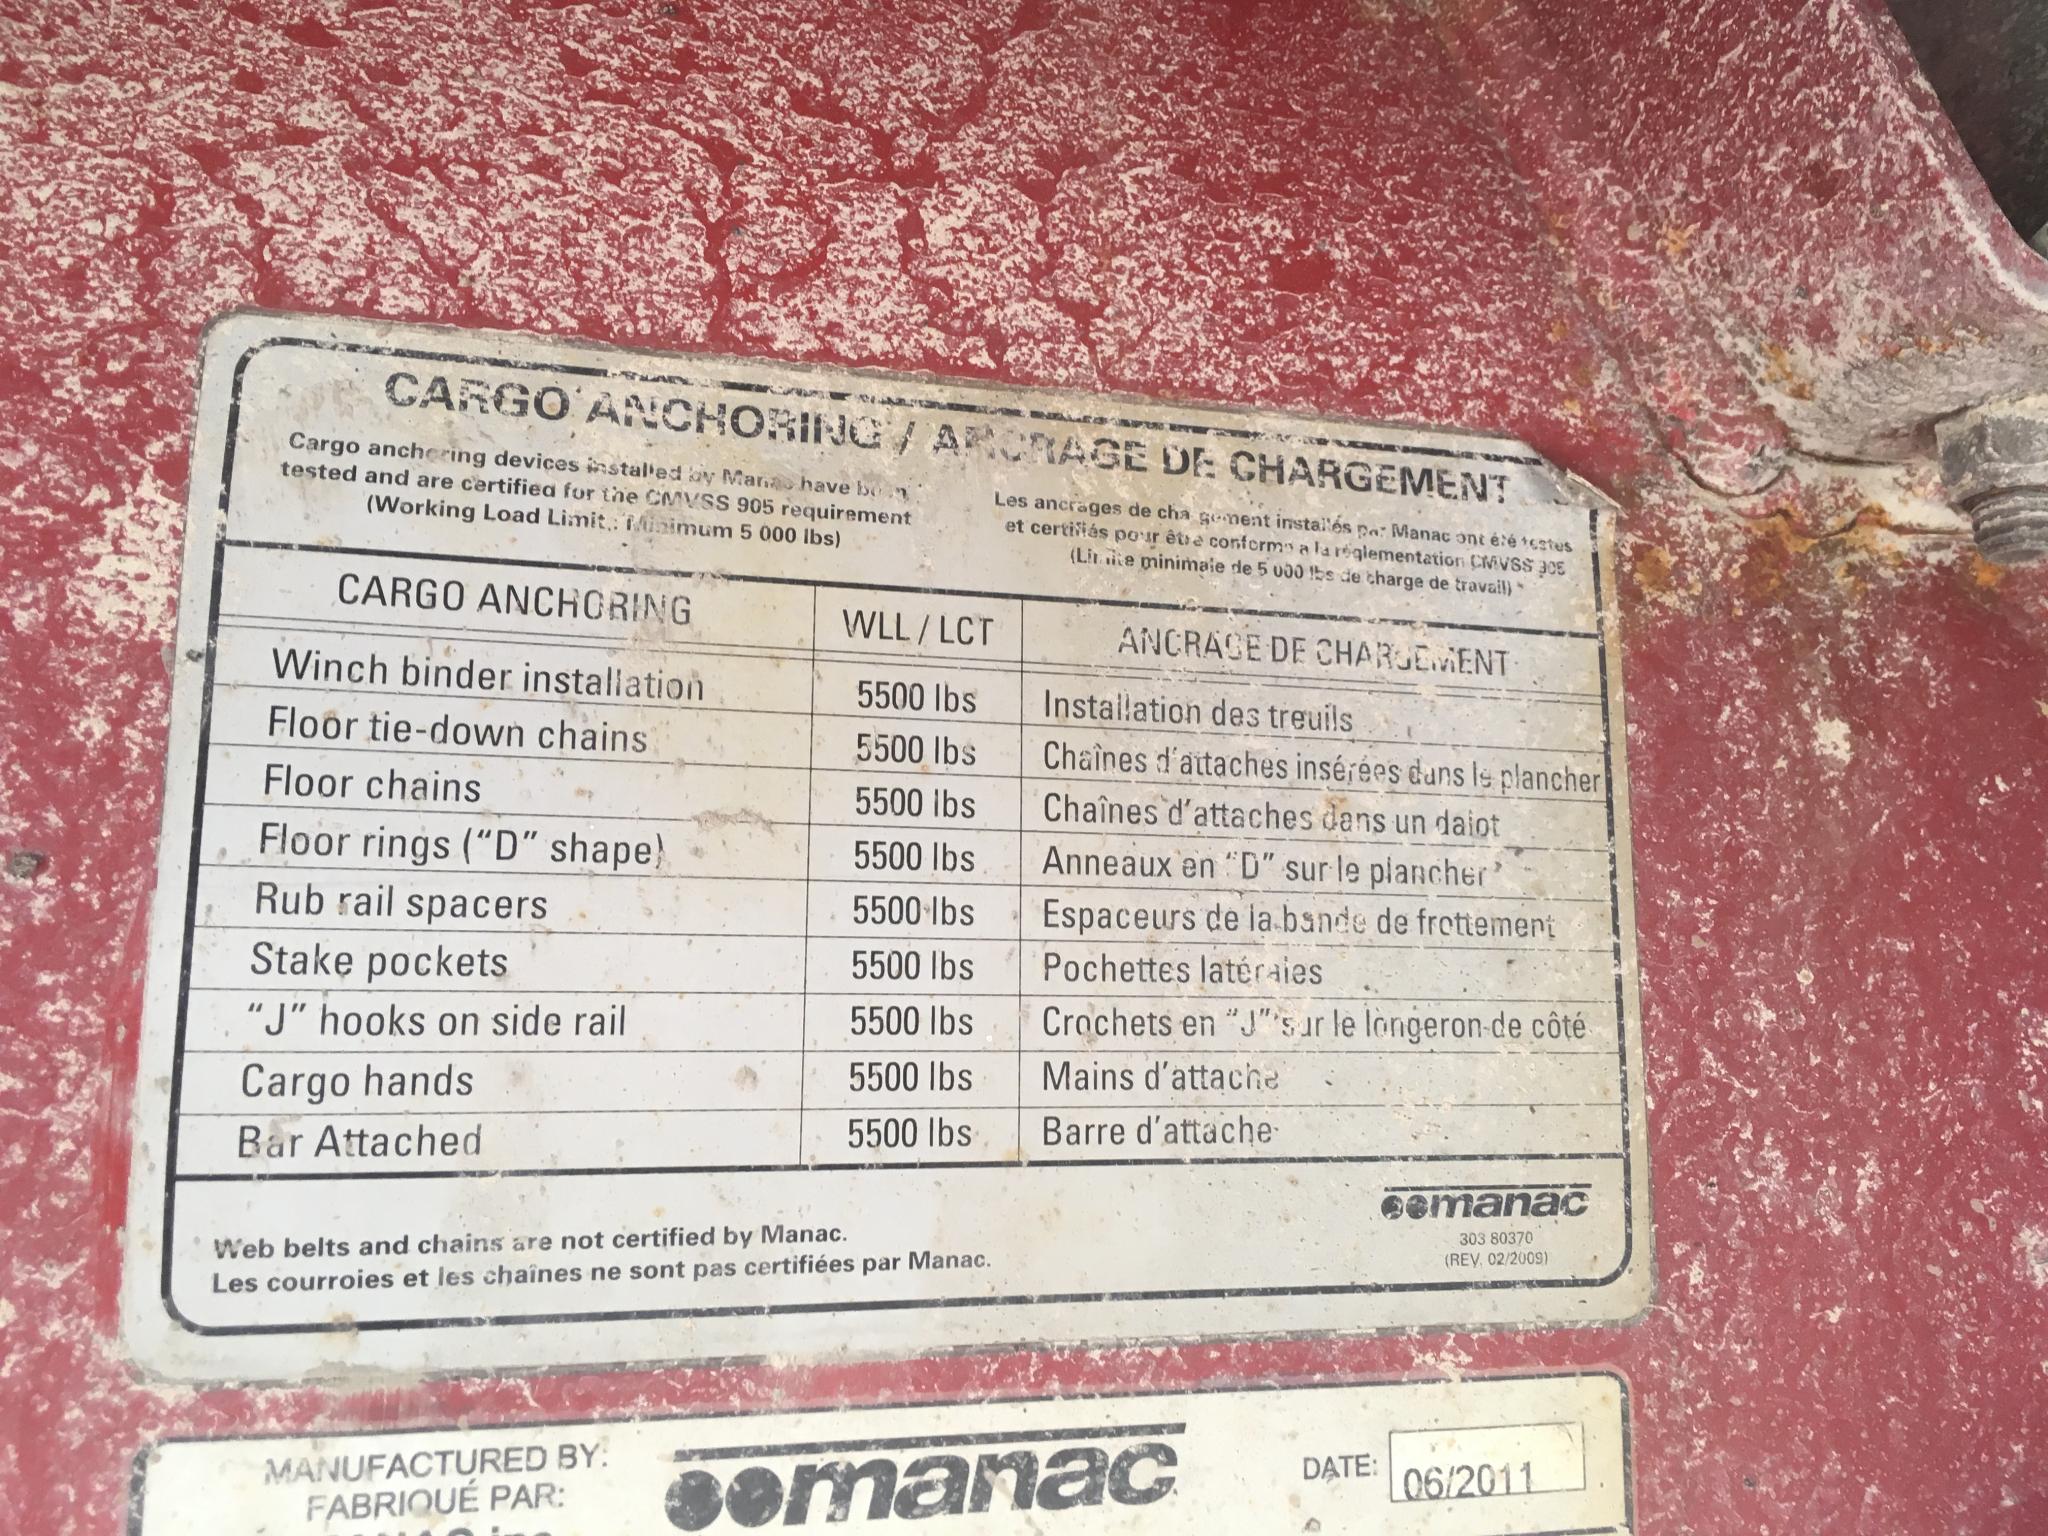 CARGO ANCHORING / ANCRAGE DE CHARGEMENT
Cargo anchoring devices installed by Manac have been
tested and are certified for the CMVSS 905 requirement
(Working Load Limit.: Minimum 5 000 lbs)
Les ancrages de chargement installés par Manac ont été testés
et certifiés pour être conforme a la réglementation CMVSS 905
(Limite minimale de 5 000 lbs de charge de travail)
CARGO ANCHORING WLL / LCT ANCRAGE DE CHARGEMENT
Winch binder installation 5500 lbs Installation des treuils
Floor tie-down chains 5500 lbs Chaînes d'attaches insérées dans le plancher
Floor chains 5500 lbs Chaînes d'attaches dans un dalot
Floor rings ("D" shape) 5500 lbs Anneaux en "D" sur le plancher
Rub rail spacers 5500 lbs Espaceurs de la bande de frottement
Stake pockets 5500 lbs Pochettes latérales
"J" hooks on side rail 5500 lbs Crochets en "J" sur le longeron de côté
Cargo hands 5500 lbs Mains d'attache
Bar Attached 5500 lbs Barre d'attache
manac
303 80370
(REV. 02/2009)
Web belts and chains are not certified by Manac.
Les courroies et les chaînes ne sont pas certifiées par Manac.
MANUFACTURED BY:
FABRIQUÉ PAR:
manac
DATE: 06/2011
MANAC inc